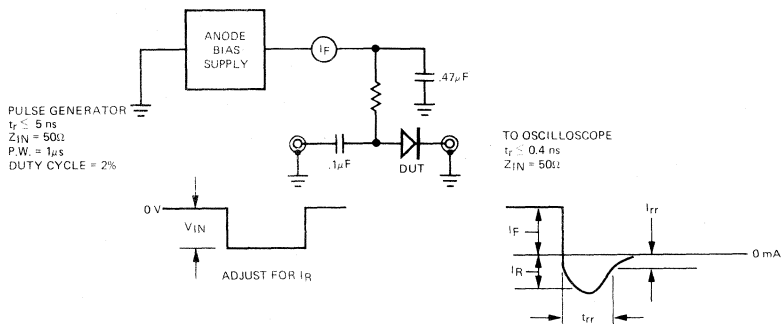 ANODE
BIAS
SUPPLY
IF
.47µF
PULSE GENERATOR
tr ≤ 5 ns
ZIN = 50Ω
P.W. = 1µs
DUTY CYCLE = 2%
.1µF
DUT
TO OSCILLOSCOPE
tr ≤ 0.4 ns
ZIN = 50Ω
0 V
VIN
ADJUST FOR IR
IF
IR
Irr
0 mA
trr